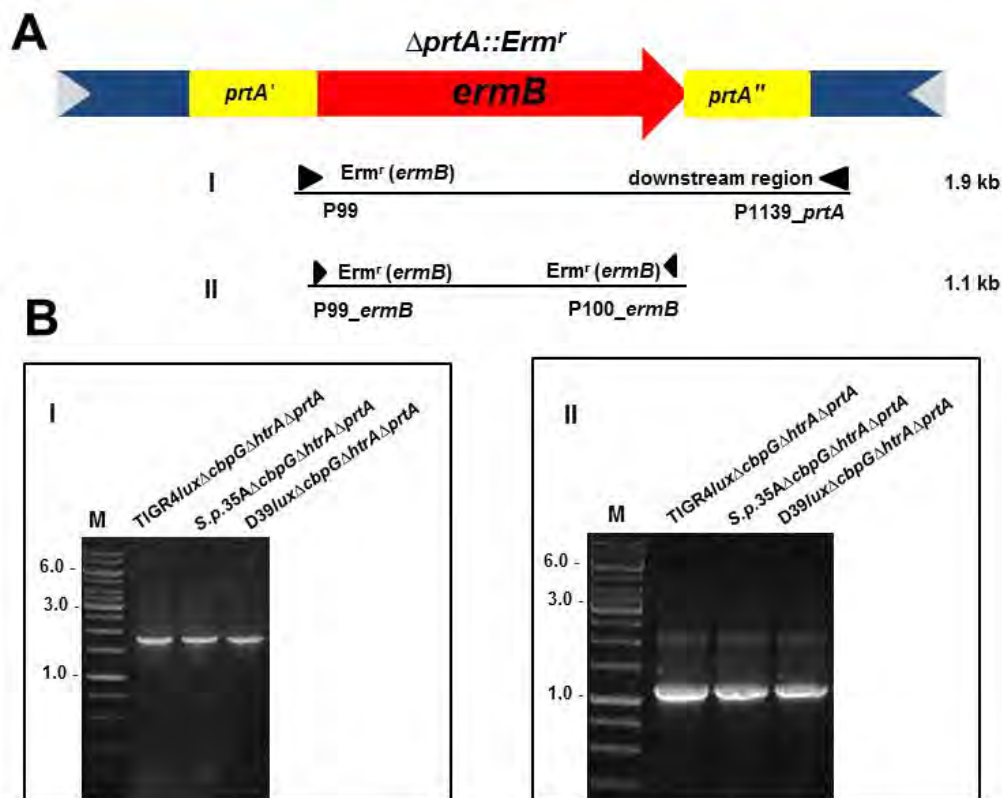 A
ΔprtA::Ermʳ
prtA' ermB prtA''
I Ermʳ (ermB) downstream region 1.9 kb
P99 P1139_prtA
II Ermʳ (ermB) Ermʳ (ermB) 1.1 kb
P99_ermB P100_ermB
B
I
M TIGR4luxΔcbpGΔhtrAΔprtA S.p.35AΔcbpGΔhtrAΔprtA D39luxΔcbpGΔhtrAΔprtA
6.0 -
3.0 -
1.0 -
II
M TIGR4luxΔcbpGΔhtrAΔprtA S.p.35AΔcbpGΔhtrAΔprtA D39luxΔcbpGΔhtrAΔprtA
6.0 -
3.0 -
1.0 -